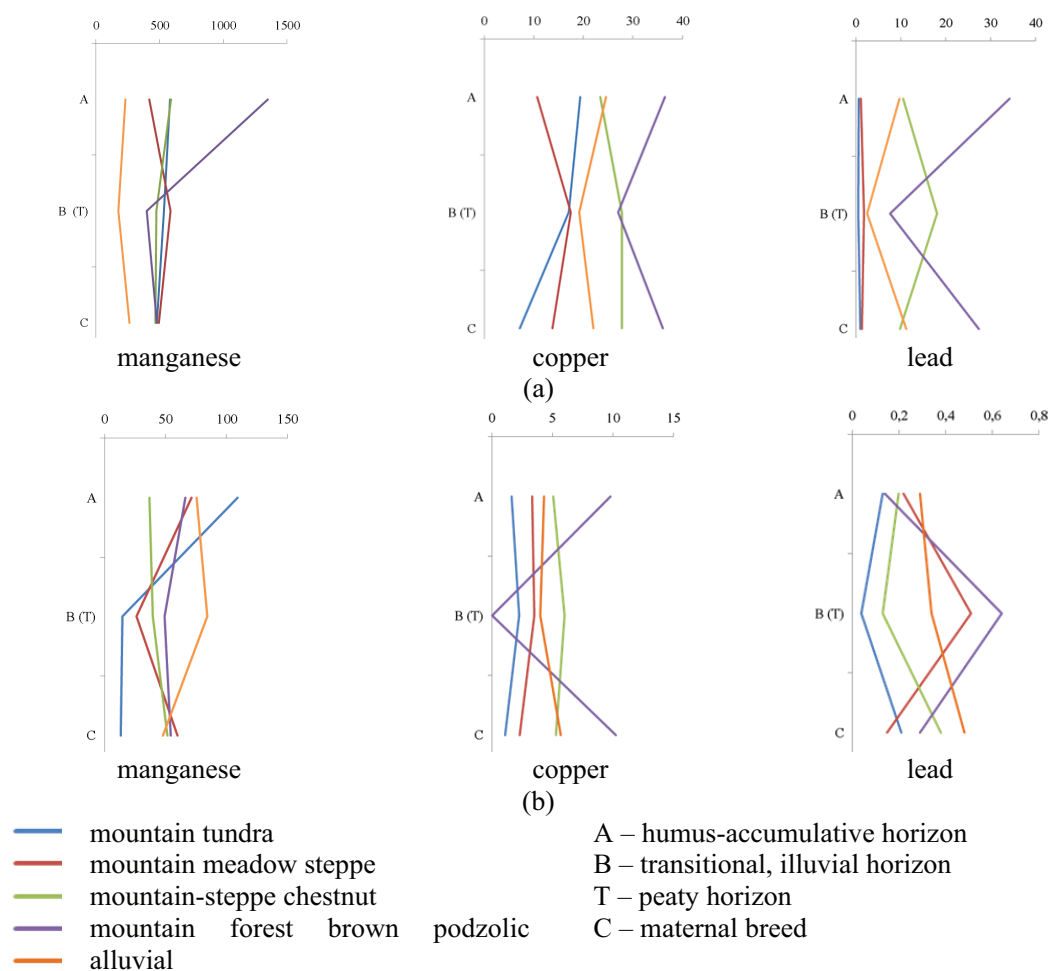 0 500 1000 1500
A
B (T)
C
manganese
0 10 20 30 40
A
B (T)
C
copper
0 10 20 30 40
A
B (T)
C
lead
(a)
0 50 100 150
A
B (T)
C
manganese
0 5 10 15
A
B (T)
C
copper
0 0,2 0,4 0,6 0,8
A
B (T)
C
lead
(b)
mountain tundra
mountain meadow steppe
mountain-steppe chestnut
mountain forest brown podzolic
alluvial
A – humus-accumulative horizon
B – transitional, illuvial horizon
T – peaty horizon
C – maternal breed